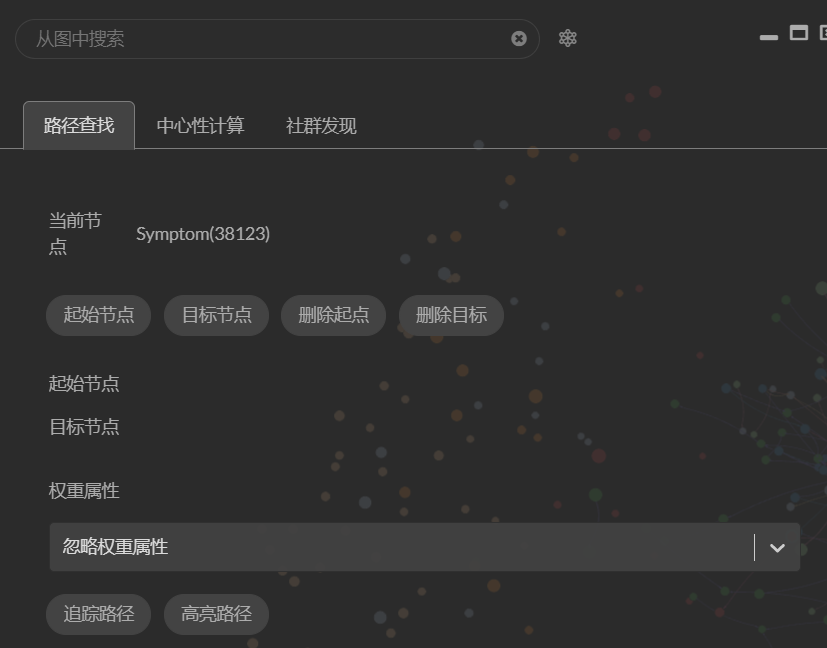 从图中搜索
路径查找 中心性计算 社群发现
当前节
点
Symptom(38123)
起始节点 目标节点 删除起点 删除目标
起始节点
目标节点
权重属性
忽略权重属性
追踪路径 高亮路径